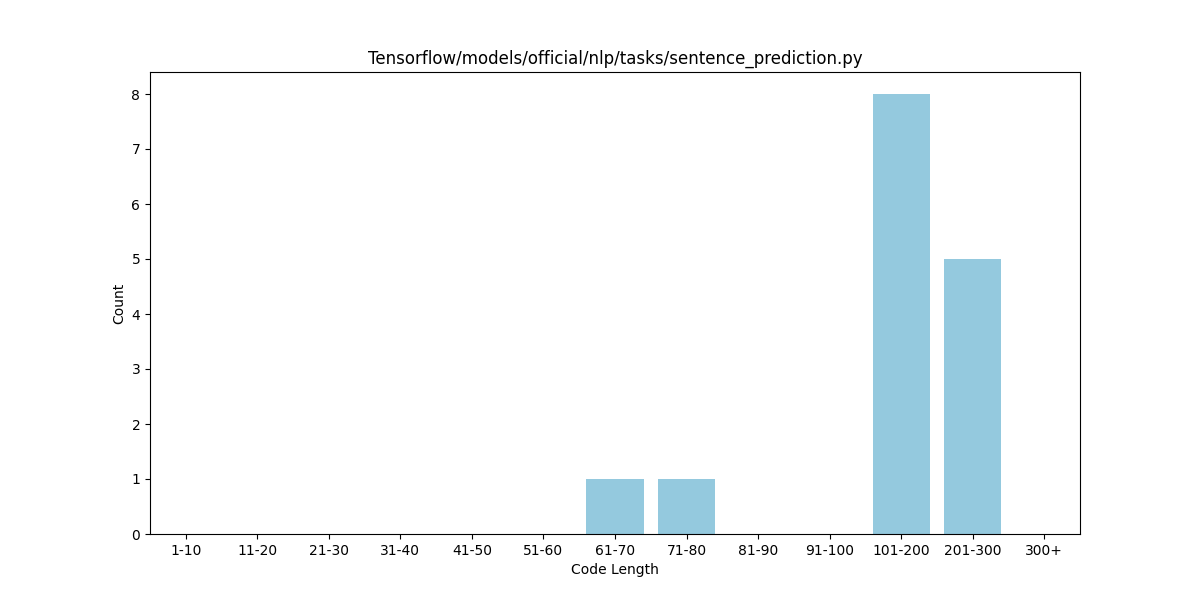 Tensorflow/models/official/nlp/tasks/sentence_prediction.py
8
7
6
5
4
3
2
1
0
Count
1-10 11-20 21-30 31-40 41-50 51-60 61-70 71-80 81-90 91-100 101-200 201-300 300+
Code Length